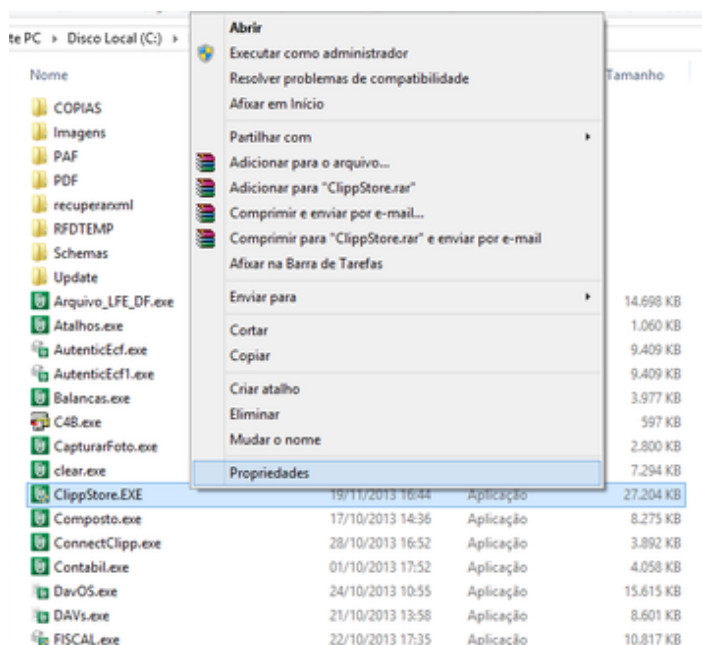 te PC ▸ Disco Local (C:) ▸
Nome
Tamanho
Abrir
Executar como administrador
Resolver problemas de compatibilidade
Afixar em Início
Partilhar com
Adicionar para o arquivo...
Adicionar para "ClippStore.rar"
Comprimir e enviar por e-mail...
Comprimir para "ClippStore.rar" e enviar por e-mail
Afixar na Barra de Tarefas
Enviar para
Cortar
Copiar
Criar atalho
Eliminar
Mudar o nome
Propriedades
COPIAS
Imagens
PAF
PDF
recuperarxml
RFDTEMP
Schemas
Update
Arquivo_LFE_DF.exe 14.698 KB
Atalhos.exe 1.060 KB
AutenticEcf.exe 9.409 KB
AutenticEcf1.exe 9.409 KB
Balancas.exe 3.977 KB
C4B.exe 597 KB
CapturarFoto.exe 2.800 KB
clear.exe 7.294 KB
ClippStore.EXE 19/11/2013 16:44 Aplicação 27.204 KB
Composto.exe 17/10/2013 14:36 Aplicação 8.275 KB
ConnectClipp.exe 28/10/2013 16:52 Aplicação 3.892 KB
Contabil.exe 01/10/2013 17:52 Aplicação 4.058 KB
DavOS.exe 24/10/2013 10:55 Aplicação 15.615 KB
DAVs.exe 21/10/2013 13:58 Aplicação 8.601 KB
FISCAL.exe 22/10/2013 17:35 Aplicação 10.817 KB